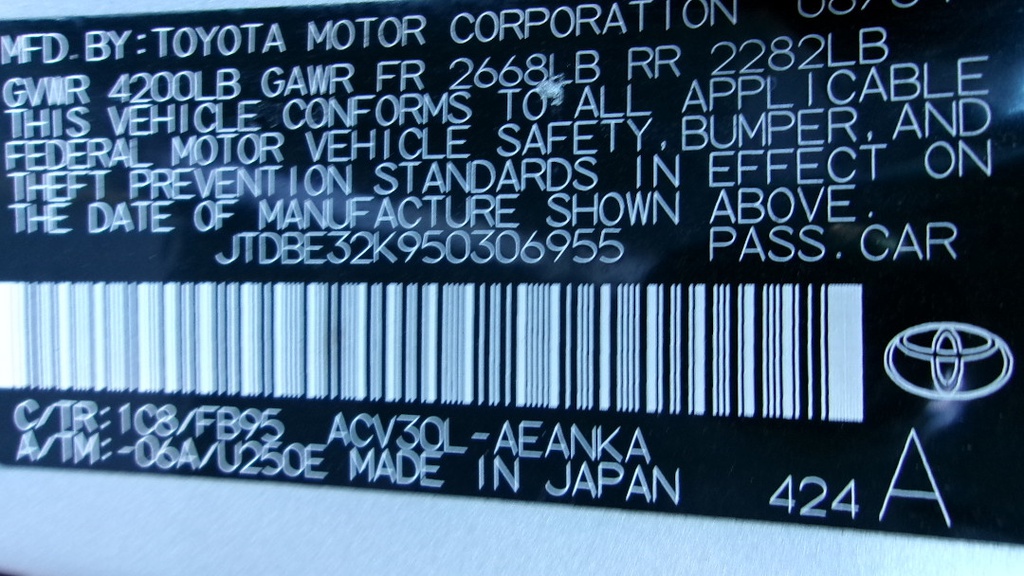 MFD. BY: TOYOTA MOTOR CORPORATION
GVWR 4200LB GAWR FR 2668LB RR 2282LB
THIS VEHICLE CONFORMS TO ALL APPLICABLE
FEDERAL MOTOR VEHICLE SAFETY, BUMPER, AND
THEFT PREVENTION STANDARDS IN EFFECT ON
THE DATE OF MANUFACTURE SHOWN ABOVE.
JTDBE32K950306955 PASS. CAR
C/TR: 1C8/FB95 ACV30L-AEANKA
A/TM: -06A/U250E MADE IN JAPAN
424 A